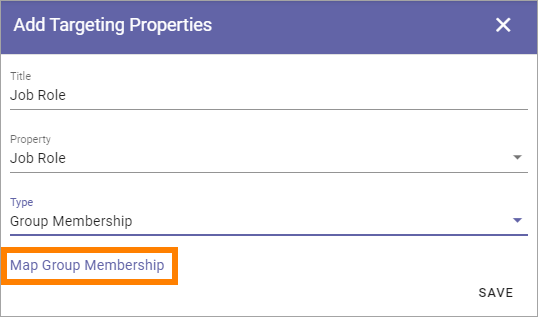 Add Targeting Properties
Title
Job Role
Property
Job Role
Type
Group Membership
Map Group Membership
SAVE